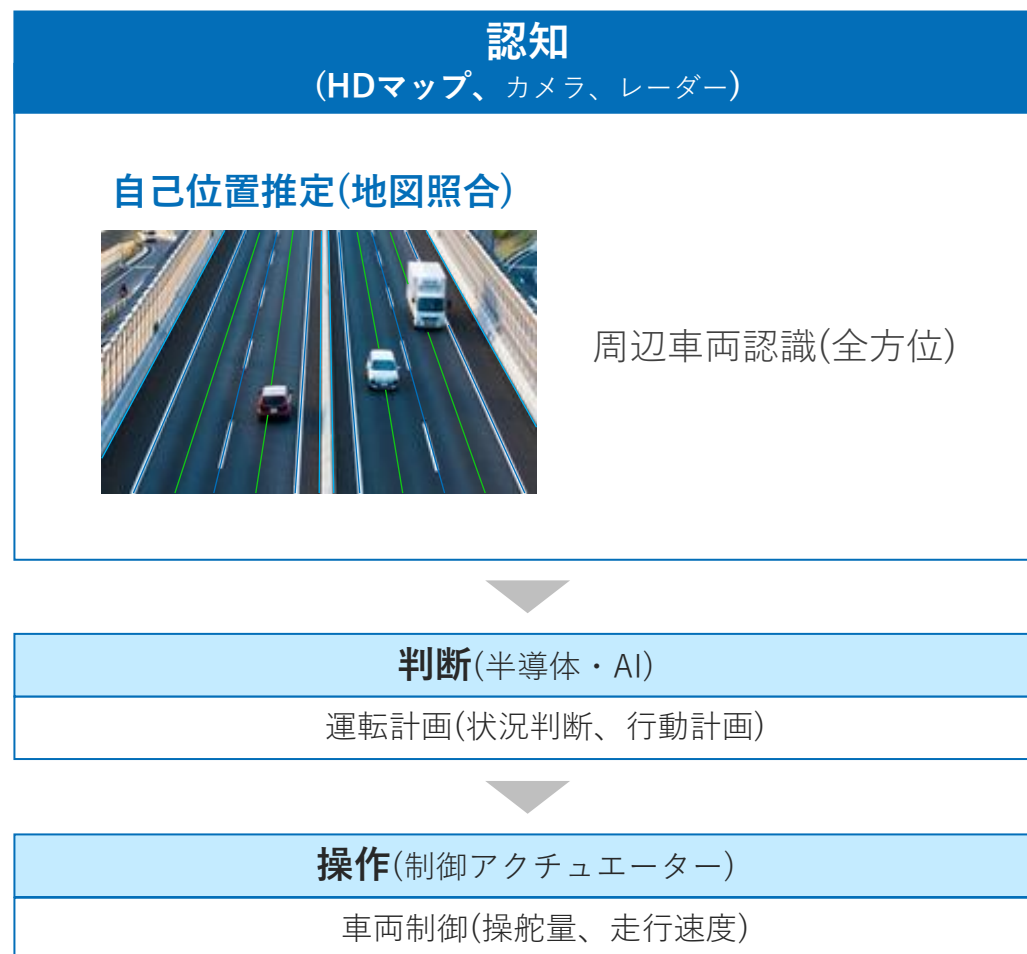 認知
(HDマップ、カメラ、レーダー)
自己位置推定(地図照合)
周辺車両認識(全方位)
判断(半導体・AI)
運転計画(状況判断、行動計画)
操作(制御アクチュエーター)
車両制御(操舵量、走行速度)